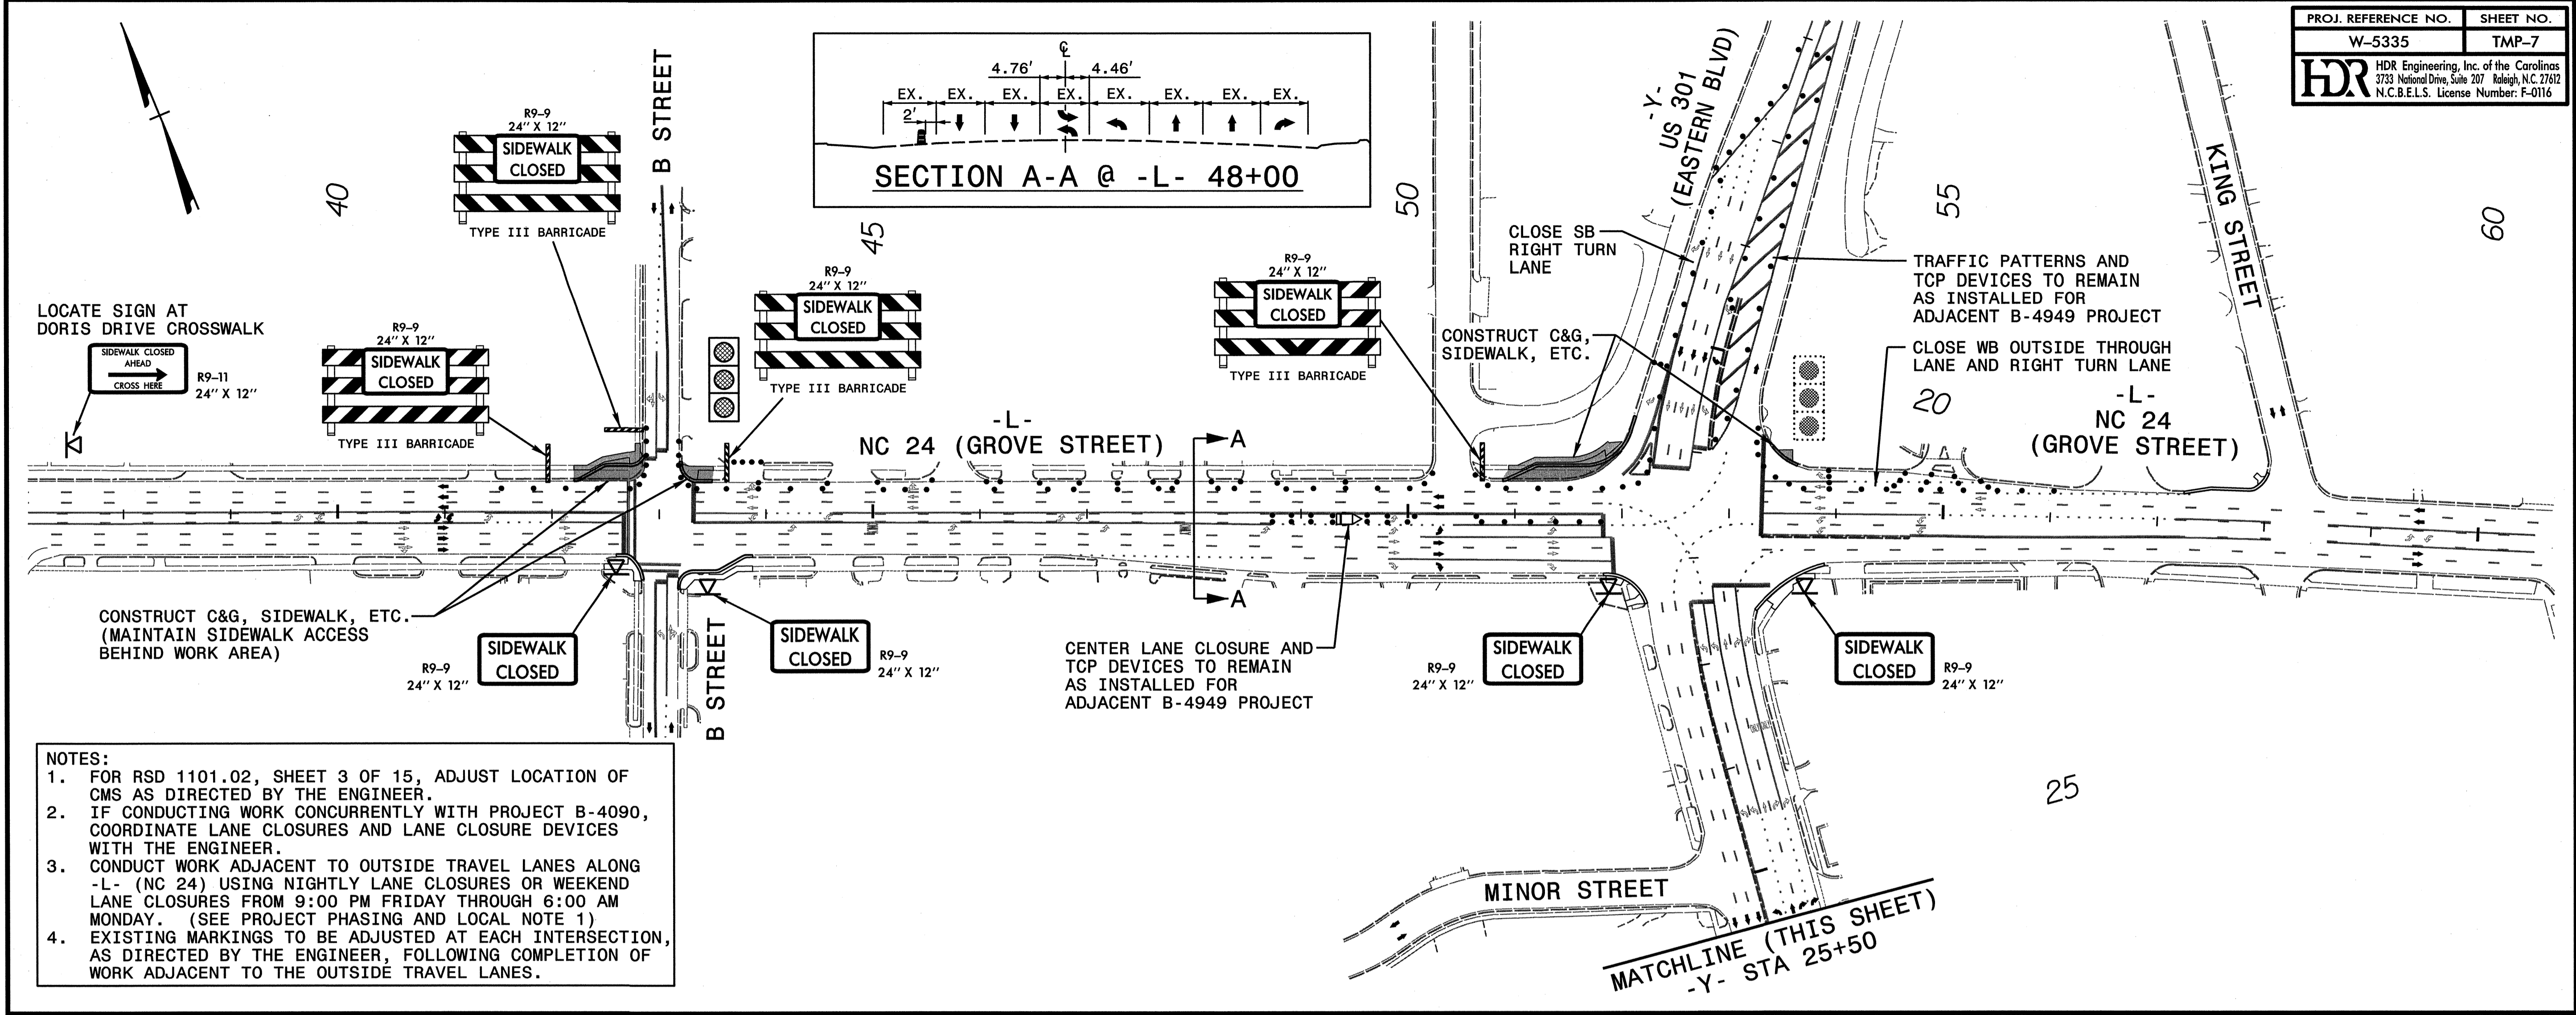 PROJ. REFERENCE NO. SHEET NO.
W-5335 TMP-7
HDR
HDR Engineering, Inc. of the Carolinas
3733 National Drive, Suite 207 Raleigh, N.C. 27612
N.C.B.E.L.S. License Number: F-0116
℄
4.76' 4.46'
EX. EX. EX. EX. EX. EX. EX. EX.
2'
SECTION A-A @ -L- 48+00
40
45
50
55
60
20
25
B STREET
-Y-
US 301
(EASTERN BLVD)
KING STREET
R9-9
24" X 12"
SIDEWALK
CLOSED
TYPE III BARRICADE
LOCATE SIGN AT
DORIS DRIVE CROSSWALK
SIDEWALK CLOSED
AHEAD
CROSS HERE
R9-11
24" X 12"
R9-9
24" X 12"
SIDEWALK
CLOSED
TYPE III BARRICADE
R9-9
24" X 12"
SIDEWALK
CLOSED
TYPE III BARRICADE
R9-9
24" X 12"
SIDEWALK
CLOSED
TYPE III BARRICADE
CLOSE SB
RIGHT TURN
LANE
CONSTRUCT C&G,
SIDEWALK, ETC.
TRAFFIC PATTERNS AND
TCP DEVICES TO REMAIN
AS INSTALLED FOR
ADJACENT B-4949 PROJECT
CLOSE WB OUTSIDE THROUGH
LANE AND RIGHT TURN LANE
-L-
NC 24
(GROVE STREET)
-L-
NC 24 (GROVE STREET)
A
A
CONSTRUCT C&G, SIDEWALK, ETC.
(MAINTAIN SIDEWALK ACCESS
BEHIND WORK AREA)
R9-9
24" X 12"
SIDEWALK
CLOSED
B STREET
SIDEWALK
CLOSED
R9-9
24" X 12"
CENTER LANE CLOSURE AND
TCP DEVICES TO REMAIN
AS INSTALLED FOR
ADJACENT B-4949 PROJECT
R9-9
24" X 12"
SIDEWALK
CLOSED
SIDEWALK
CLOSED
R9-9
24" X 12"
MINOR STREET
MATCHLINE (THIS SHEET)
-Y- STA 25+50
NOTES:
1. FOR RSD 1101.02, SHEET 3 OF 15, ADJUST LOCATION OF
CMS AS DIRECTED BY THE ENGINEER.
2. IF CONDUCTING WORK CONCURRENTLY WITH PROJECT B-4090,
COORDINATE LANE CLOSURES AND LANE CLOSURE DEVICES
WITH THE ENGINEER.
3. CONDUCT WORK ADJACENT TO OUTSIDE TRAVEL LANES ALONG
-L- (NC 24) USING NIGHTLY LANE CLOSURES OR WEEKEND
LANE CLOSURES FROM 9:00 PM FRIDAY THROUGH 6:00 AM
MONDAY. (SEE PROJECT PHASING AND LOCAL NOTE 1)
4. EXISTING MARKINGS TO BE ADJUSTED AT EACH INTERSECTION,
AS DIRECTED BY THE ENGINEER, FOLLOWING COMPLETION OF
WORK ADJACENT TO THE OUTSIDE TRAVEL LANES.